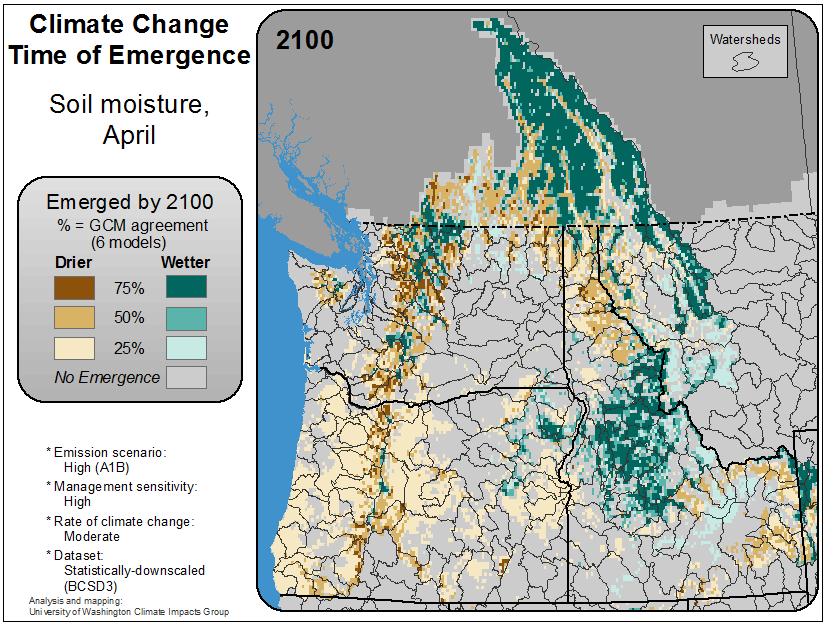 Climate Change
Time of Emergence
Soil moisture,
April
Emerged by 2100
% = GCM agreement
(6 models)
Drier Wetter
75%
50%
25%
No Emergence
* Emission scenario:
High (A1B)
* Management sensitivity:
High
* Rate of climate change:
Moderate
* Dataset:
Statistically-downscaled
(BCSD3)
Analysis and mapping:
University of Washington Climate Impacts Group
2100
Watersheds